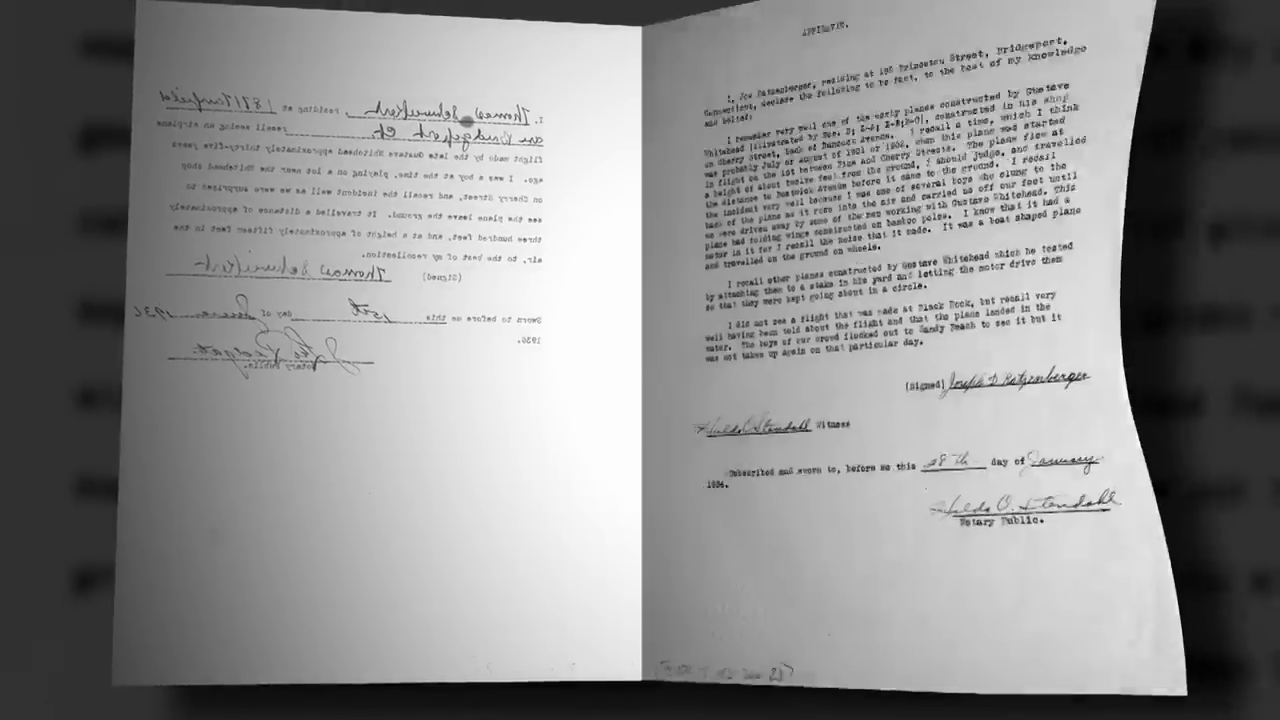 I, Thomas Schweikert, residing at 1871 Fairfield
ave Bridgeport Ct. recall seeing an airplane
flight made by the late Gustave Whitehead approximately thirty-five years
ago. I was a boy at the time, playing on a lot near the Whitehead shop
on Cherry Street, and recall the incident well as we were surprised to
see the plane leave the ground. It travelled a distance of approximately
three hundred feet, and at a height of approximately fifteen feet in the
air, to the best of my recollection.
(Signed) Thomas Schweikert
Sworn to before me this 15th day of 1936
1936.
Notary Public.
AFFIDAVIT.
I, Joe Ratzenberger, residing at Princeton Street, Bridgeport,
Connecticut, declare the following to be fact, to the best of my knowledge
and belief:
I remember very well one of the early planes constructed by Gustave
Whitehead (illustrated by constructed in his shop
on Cherry Street, back of Hancock Avenue. I recall a time, which I think
was probably July or August of 1901 or 1902, when this plane was started
in flight on the lot between Pine and Cherry Streets. The plane flew at
a height of about twelve feet from the ground, I should judge, and travelled
the distance to Bostwick Avenue before it came to the ground. I recall
the incident very well because I was one of several boys who clung to the
back of the plane as it rose into the air and carried us off our feet until
we were driven away by some of the men working with Gustave Whitehead. This
plane had folding wings constructed on bamboo poles. I know that it had a
motor in it for I recall the noise that it made. It was a boat shaped plane
and travelled on the ground on wheels.
I recall other planes constructed by Gustave Whitehead which he tested
by attaching them to a stake in his yard and letting the motor drive them
so that they were kept going about in a circle.
I did not see a flight that was made at Black Rock, but recall very
well having been told about the flight and that the plane landed in the
water. The boys of our crowd flocked out to Sandy Beach to see it but it
was not taken up again on that particular day.
(Signed) Joseph D Ratzenberger
Hilda O Stendahl Witness
Subscribed and sworn to, before me this 28th day of January
1936.
Hilda O. Stendahl
Notary Public.